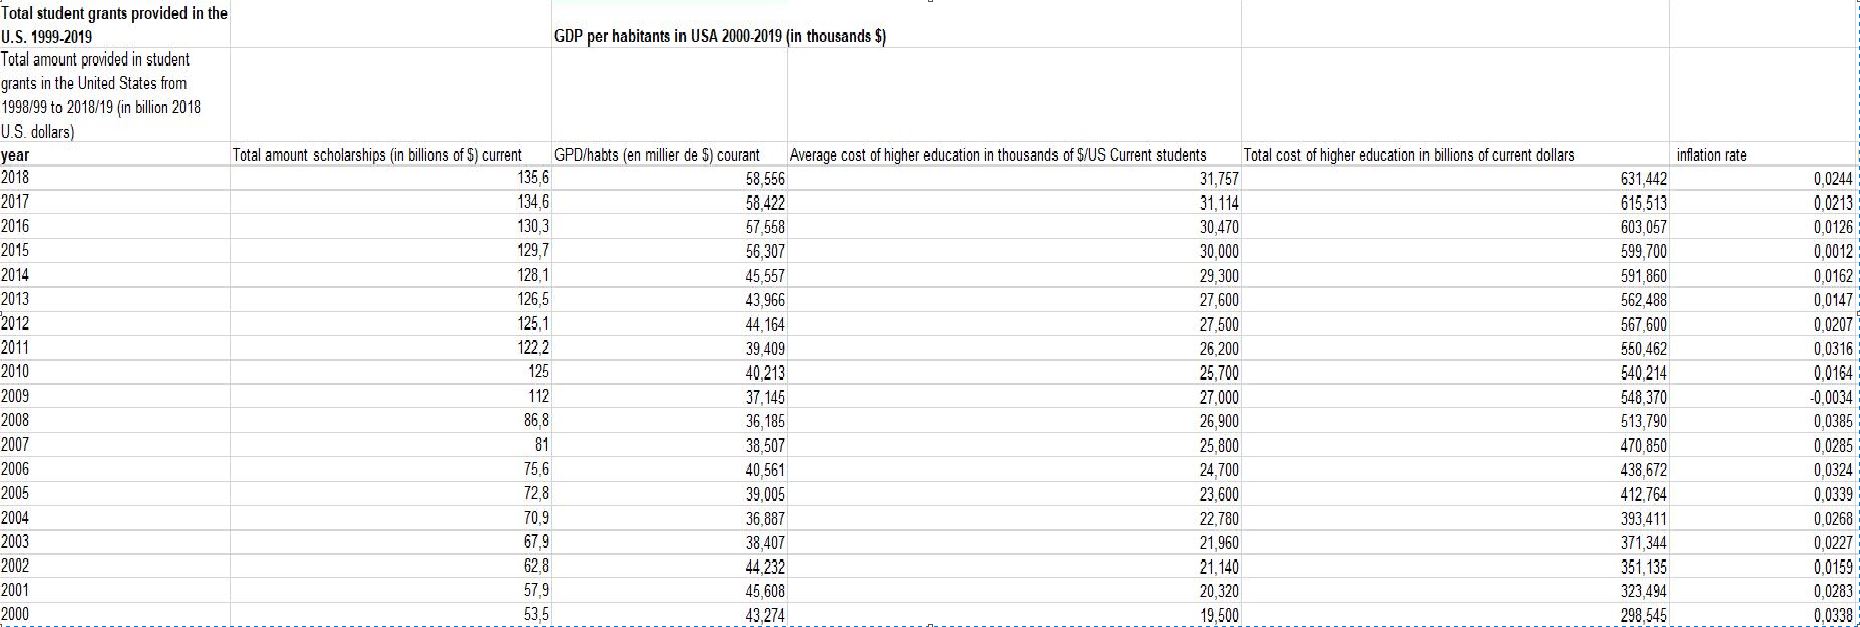 Total student grants provided in the
U.S. 1999-2019
GDP per habitants in USA 2000-2019 (in thousands $)
Total amount provided in student
grants in the United States from
1998/99 to 2018/19 (in billion 2018
U.S. dollars)
year Total amount scholarships (in billions of $) current GPD/habts (en millier de $) courant Average cost of higher education in thousands of $/US Current students Total cost of higher education in billions of current dollars inflation rate
2018 135,6 58,556 31,757 631,442 0,0244
2017 134,6 58,422 31,114 615,513 0,0213
2016 130,3 57,558 30,470 603,057 0,0126
2015 129,7 56,307 30,000 599,700 0,0012
2014 128,1 45,557 29,300 591,860 0,0162
2013 126,5 43,966 27,600 562,488 0,0147
2012 125,1 44,164 27,500 567,600 0,0207
2011 122,2 39,409 26,200 550,462 0,0316
2010 125 40,213 25,700 540,214 0,0164
2009 112 37,145 27,000 548,370 -0,0034
2008 86,8 36,185 26,900 513,790 0,0385
2007 81 38,507 25,800 470,850 0,0285
2006 75,6 40,561 24,700 438,672 0,0324
2005 72,8 39,005 23,600 412,764 0,0339
2004 70,9 36,887 22,780 393,411 0,0268
2003 67,9 38,407 21,960 371,344 0,0227
2002 62,8 44,232 21,140 351,135 0,0159
2001 57,9 45,608 20,320 323,494 0,0283
2000 53,5 43,274 19,500 298,545 0,0338